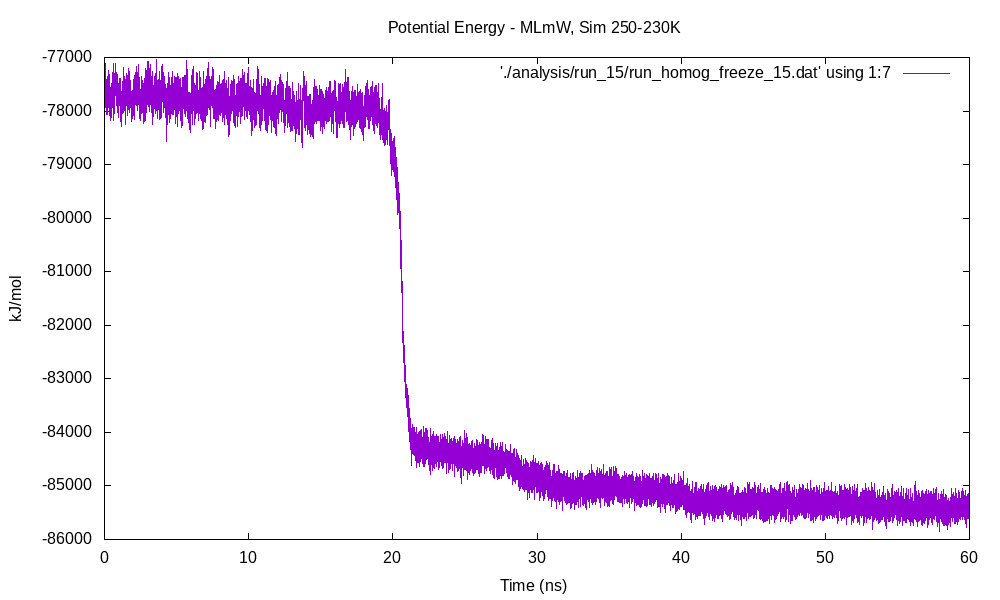 Potential Energy - MLmW, Sim 250-230K
'./analysis/run_15/run_homog_freeze_15.dat' using 1:7
-77000
-78000
-79000
-80000
-81000
-82000
-83000
-84000
-85000
-86000
kJ/mol
0 10 20 30 40 50 60
Time (ns)